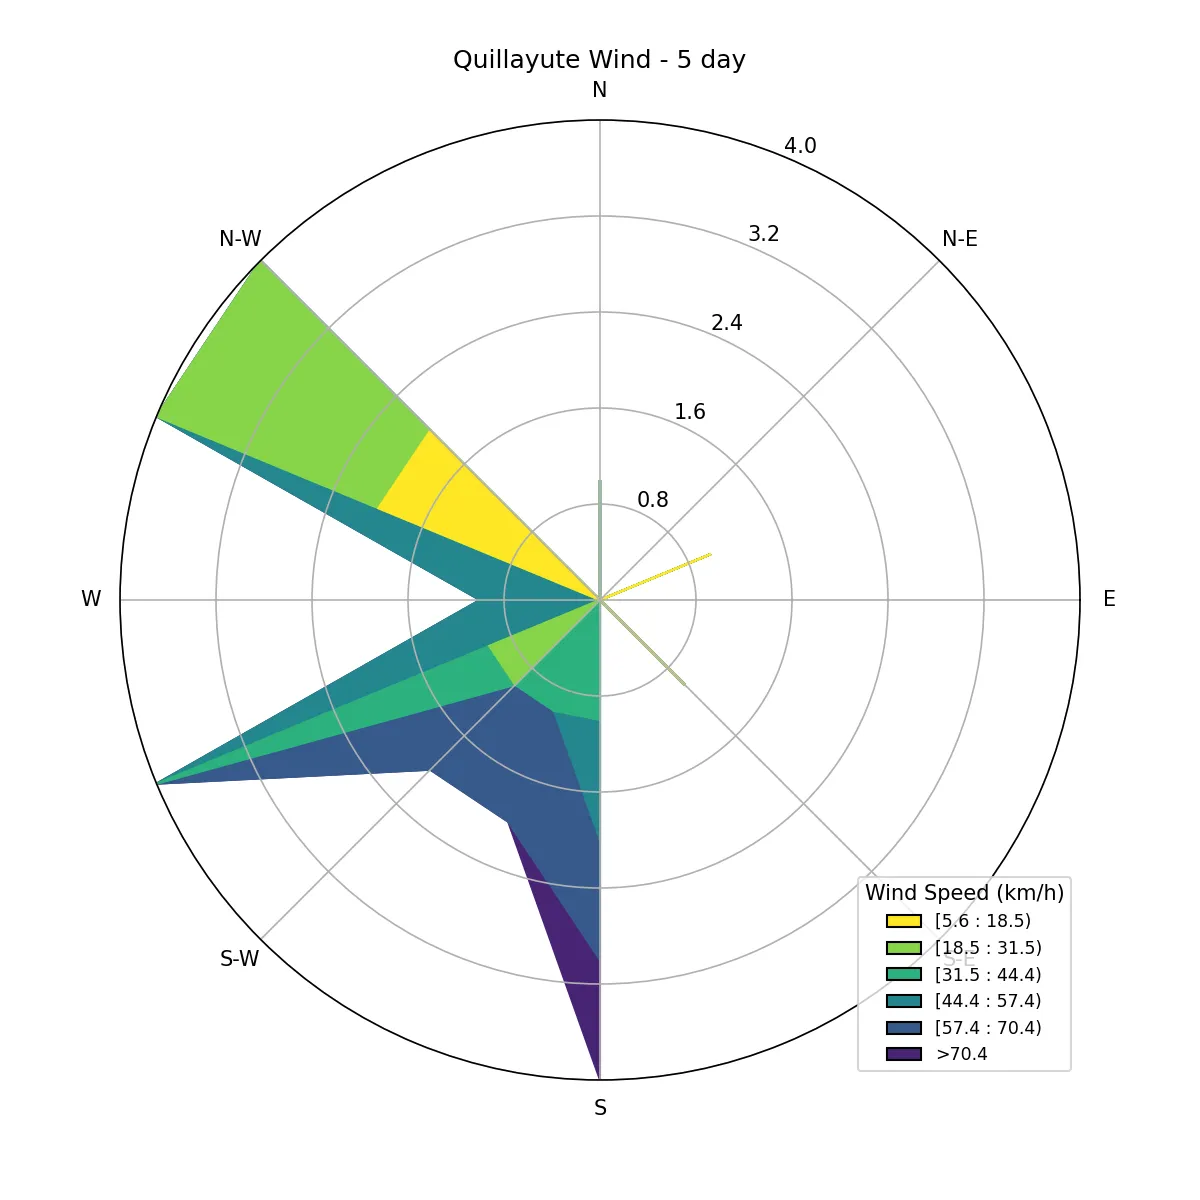 Quillayute Wind - 5 day
N
4.0
N-W
3.2
N-E
2.4
1.6
0.8
W
E
S-W
S-E
S
Wind Speed (km/h)
[5.6 : 18.5)
[18.5 : 31.5)
[31.5 : 44.4)
[44.4 : 57.4)
[57.4 : 70.4)
>70.4